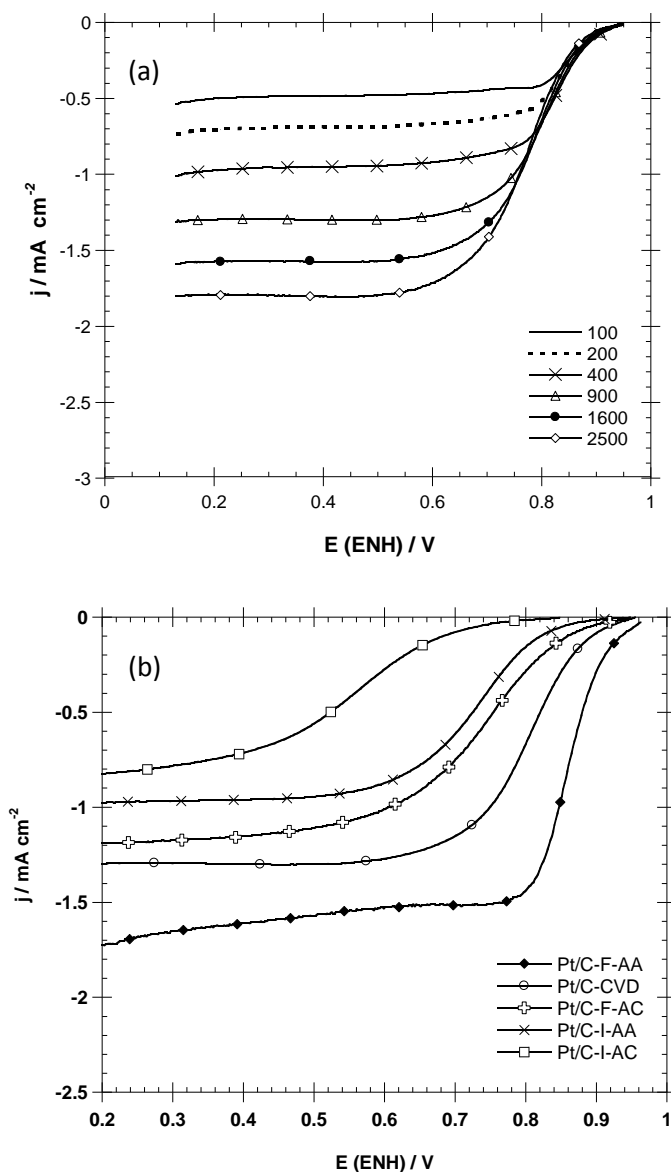 (a)
j / mA cm-2
0
-0.5
-1
-1.5
-2
-2.5
-3
0 0.2 0.4 0.6 0.8 1
E (ENH) / V
100
200
400
900
1600
2500
(b)
j / mA cm-2
0
-0.5
-1
-1.5
-2
-2.5
0.2 0.3 0.4 0.5 0.6 0.7 0.8 0.9 1
E (ENH) / V
Pt/C-F-AA
Pt/C-CVD
Pt/C-F-AC
Pt/C-I-AA
Pt/C-I-AC